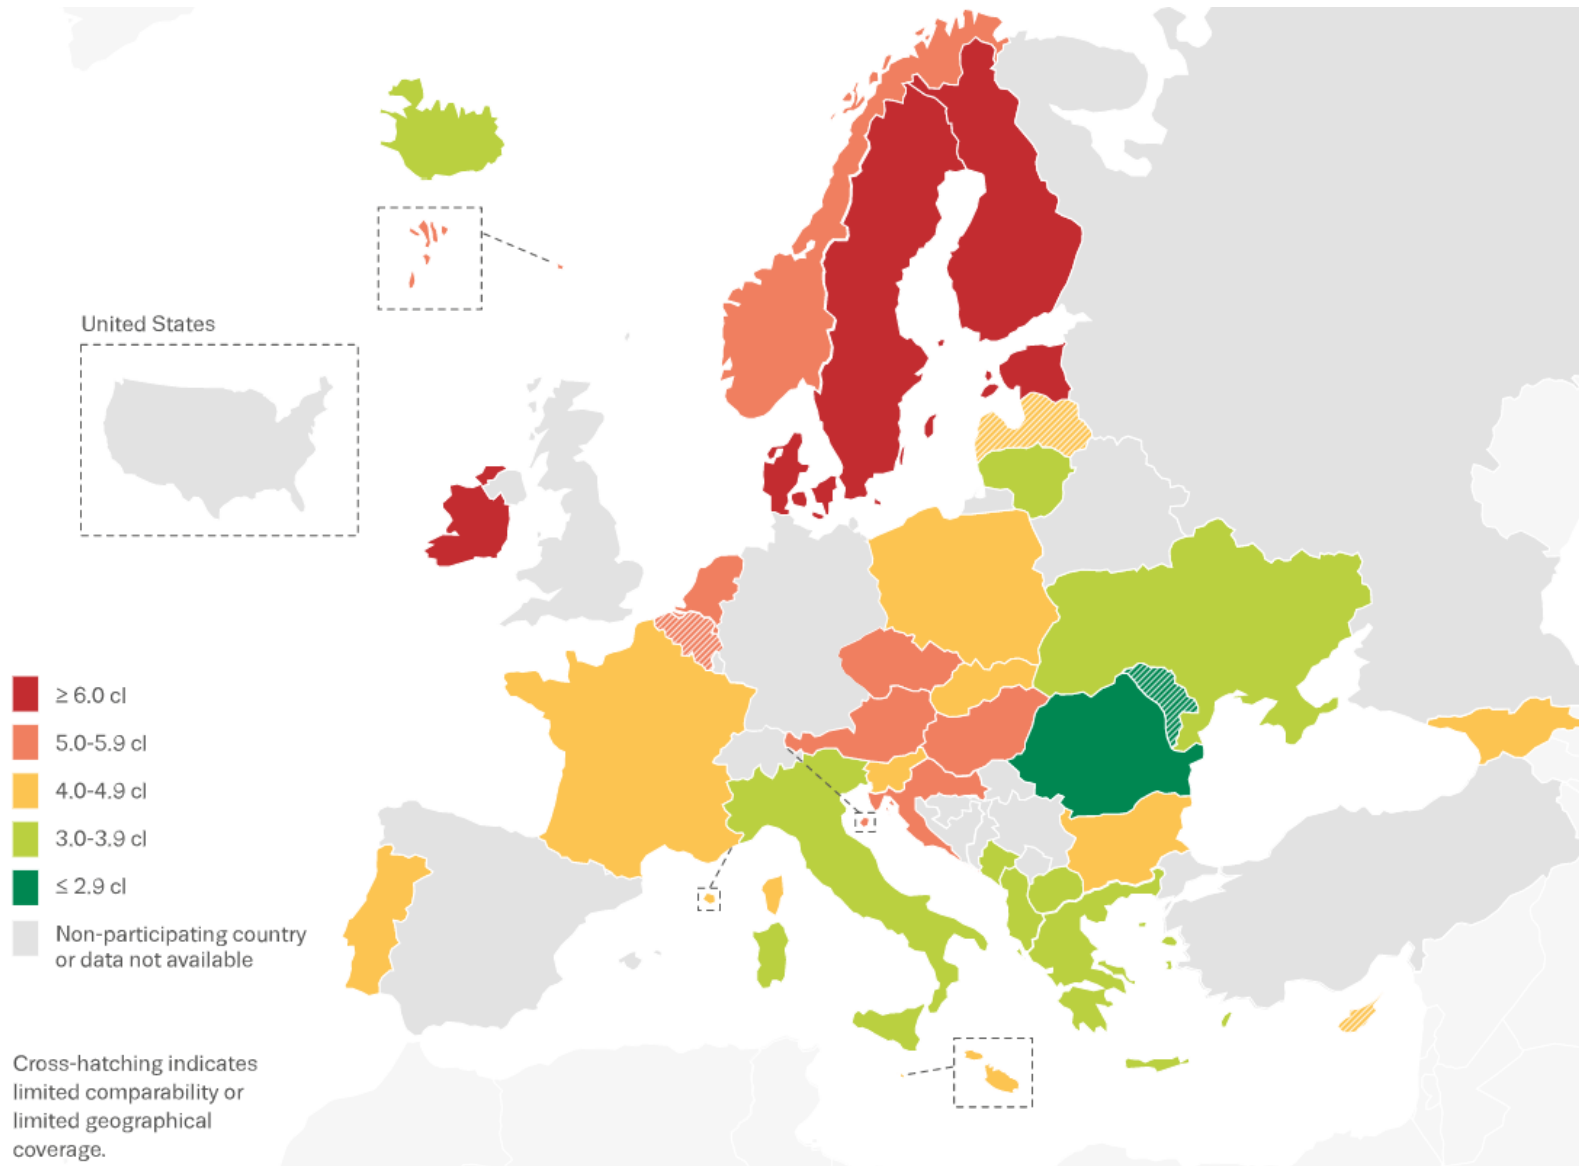 United States
≥ 6.0 cl
5.0-5.9 cl
4.0-4.9 cl
3.0-3.9 cl
≤ 2.9 cl
Non-participating country
or data not available
Cross-hatching indicates
limited comparability or
limited geographical
coverage.